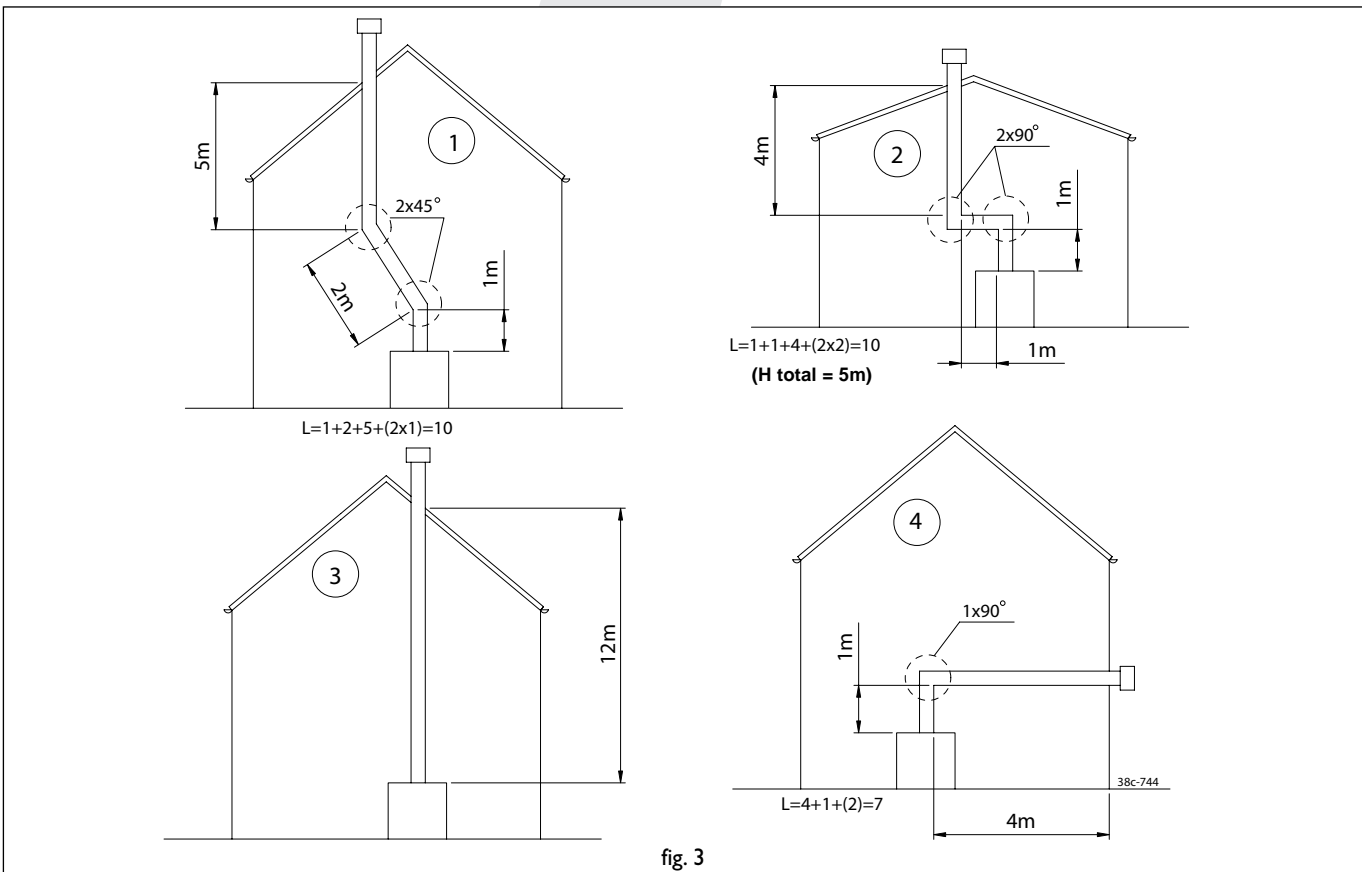 5m
1
2x45°
2m
1m
L=1+2+5+(2x1)=10
4m
2
2x90°
1m
L=1+1+4+(2x2)=10
1m
(H total = 5m)
3
12m
4
1x90°
1m
38c-744
L=4+1+(2)=7
4m
fig. 3